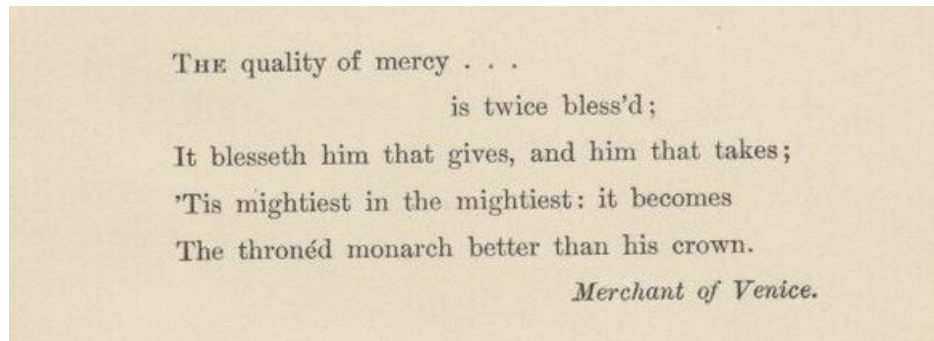 THE quality of mercy . . .
is twice bless'd;
It blesseth him that gives, and him that takes;
'Tis mightiest in the mightiest: it becomes
The thronéd monarch better than his crown.
Merchant of Venice.